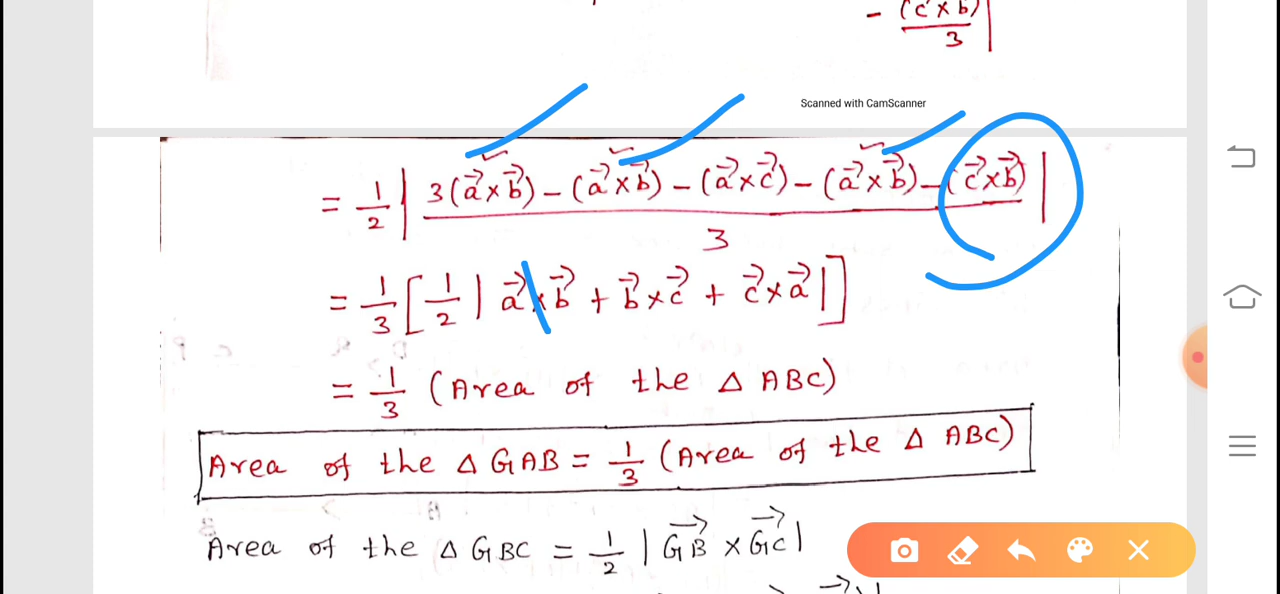 - (c⃗ × b⃗)/3 |
Scanned with CamScanner
= 1/2 | 3(a⃗×b⃗) - (a⃗×b⃗) - (a⃗×c⃗) - (a⃗×b⃗) - (c⃗×b⃗) / 3 |
= 1/3 [ 1/2 | a⃗×b⃗ + b⃗×c⃗ + c⃗×a⃗ | ]
= 1/3 (Area of the Δ ABC)
Area of the Δ GAB = 1/3 (Area of the Δ ABC)
Area of the Δ GBC = 1/2 | GB⃗ × GC⃗ |